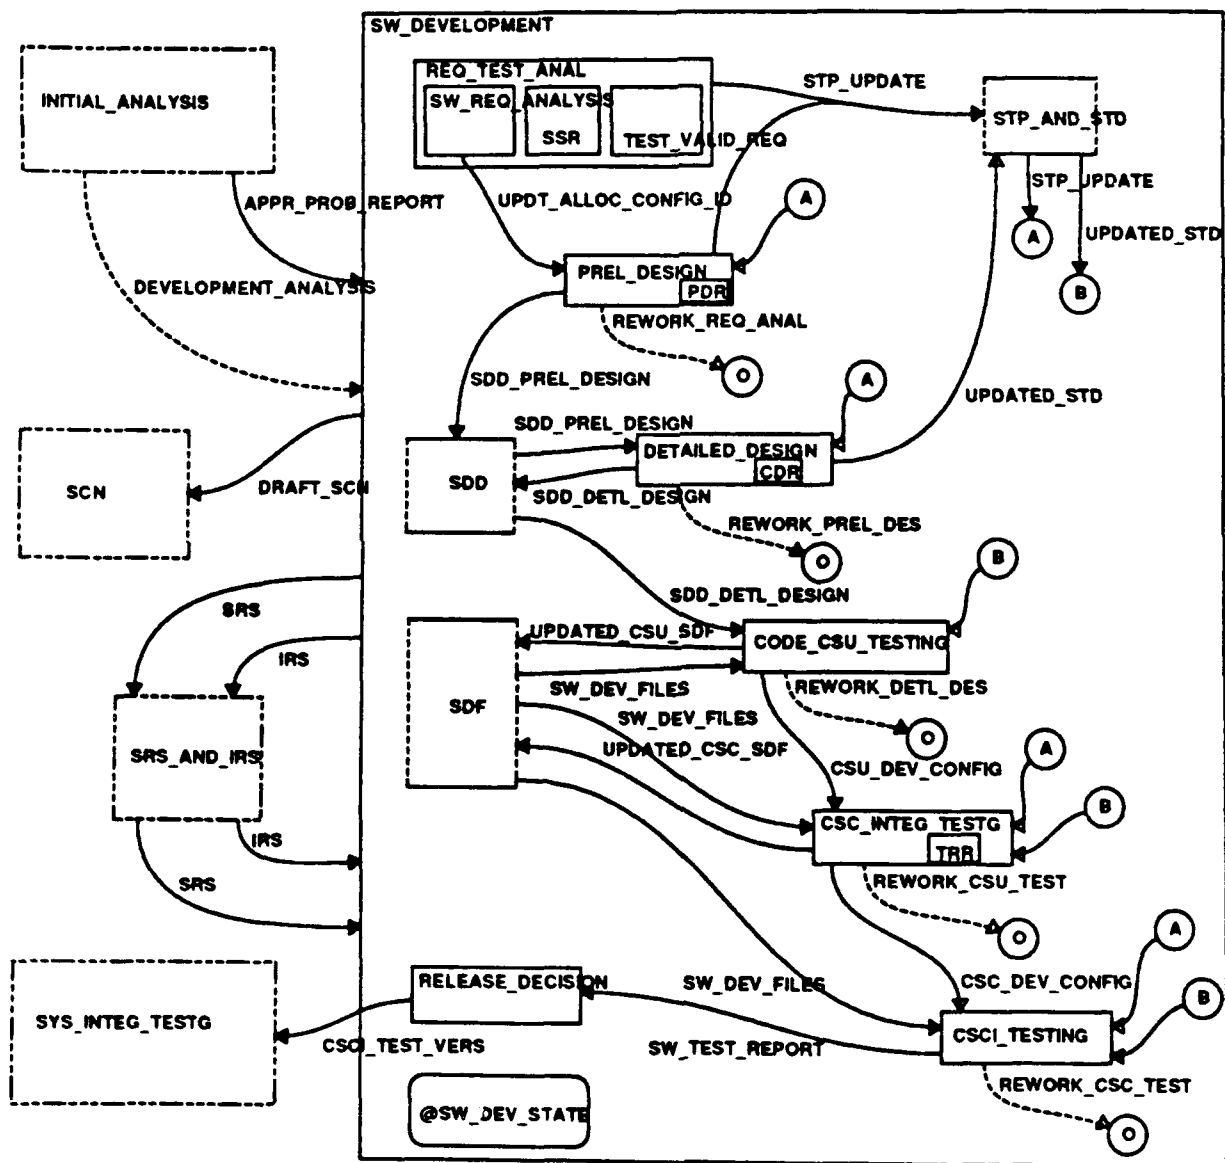 SW_DEVELOPMENT
INITIAL_ANALYSIS
REQ_TEST_ANAL
SW_REQ_ANALYSIS
SSR
TEST_VALID_REQ
STP_UPDATE
STP_AND_STD
APPR_PROB_REPORT
UPDT_ALLOC_CONFIG_ID
A
STP_UPDATE
A
UPDATED_STD
B
DEVELOPMENT_ANALYSIS
PREL_DESIGN
PDR
REWORK_REQ_ANAL
O
SDD_PREL_DESIGN
A
UPDATED_STD
SDD_PREL_DESIGN
DETAILED_DESIGN
CDR
SDD
SCN
DRAFT_SCN
SDD_DETL_DESIGN
REWORK_PREL_DES
O
B
SDD_DETL_DESIGN
SRS
IRS
UPDATED_CSU_SDF
CODE_CSU_TESTING
SW_DEV_FILES
REWORK_DETL_DES
SDF
SW_DEV_FILES
O
UPDATED_CSC_SDF
SRS_AND_IRS
CSU_DEV_CONFIG
A
B
CSC_INTEG_TESTG
TRR
IRS
SRS
REWORK_CSU_TEST
O
A
RELEASE_DECISION
SW_DEV_FILES
CSC_DEV_CONFIG
B
SYS_INTEG_TESTG
CSCI_TEST_VERS
SW_TEST_REPORT
CSCI_TESTING
REWORK_CSC_TEST
@SW_DEV_STATE
O